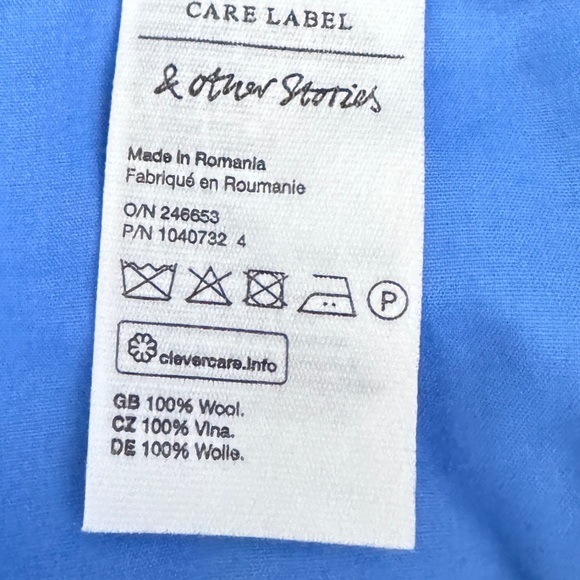 CARE LABEL
& other Stories
Made in Romania
Fabriqué en Roumanie
O/N 246653
P/N 1040732 4
P
clevercare.info
GB 100% Wool.
CZ 100% Vlna.
DE 100% Wolle.